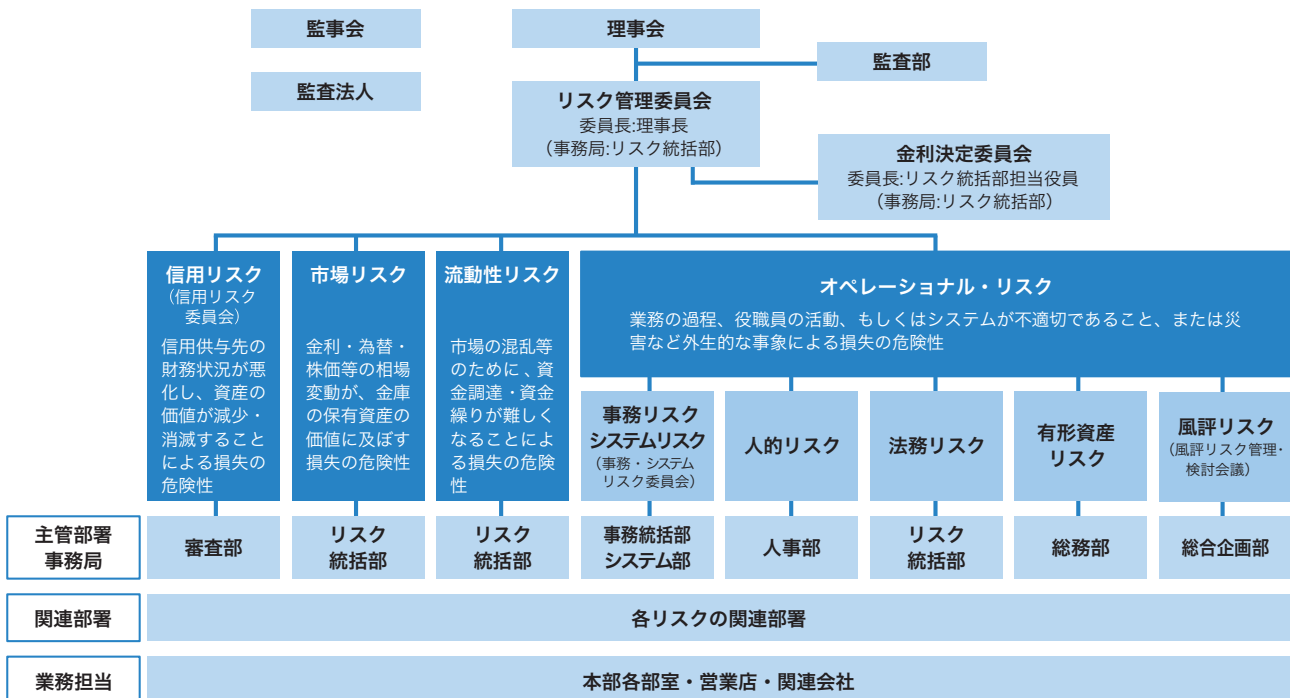 監事会
理事会
監査部
監査法人
リスク管理委員会
委員長:理事長
(事務局:リスク統括部)
金利決定委員会
委員長:リスク統括部担当役員
(事務局:リスク統括部)
信用リスク
(信用リスク
委員会)
信用供与先の
財務状況が悪
化し、資産の
価値が減少・
消滅すること
による損失の
危険性
市場リスク
金利・為替・
株価等の相場
変動が、金庫
の保有資産の
価値に及ぼす
損失の危険性
流動性リスク
市場の混乱等
のために、資
金調達・資金
繰りが難しく
なることによ
る損失の危険
性
オペレーショナル・リスク
業務の過程、役職員の活動、もしくはシステムが不適切であること、または災
害など外生的な事象による損失の危険性
事務リスク
システムリスク
(事務・システム
リスク委員会)
人的リスク
法務リスク
有形資産
リスク
風評リスク
(風評リスク管理・
検討会議)
主管部署
事務局
審査部
リスク
統括部
リスク
統括部
事務統括部
システム部
人事部
リスク
統括部
総務部
総合企画部
関連部署
各リスクの関連部署
業務担当
本部各部室・営業店・関連会社